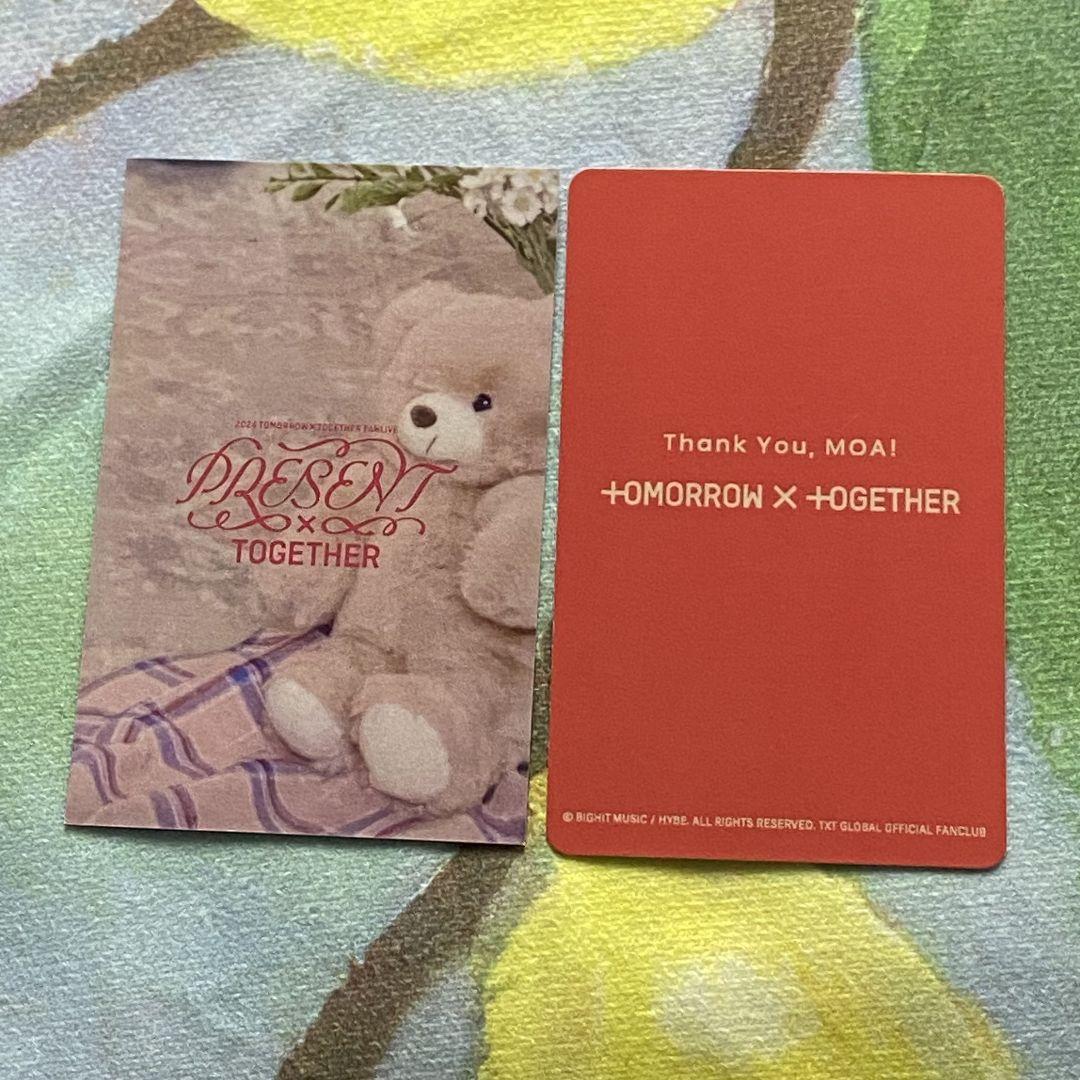 2024 TOMORROW X TOGETHER FANLIVE
PRESENT
X
TOGETHER
Thank You, MOA!
TOMORROW X TOGETHER
© BIGHIT MUSIC / HYBE. ALL RIGHTS RESERVED. TXT GLOBAL OFFICIAL FANCLUB